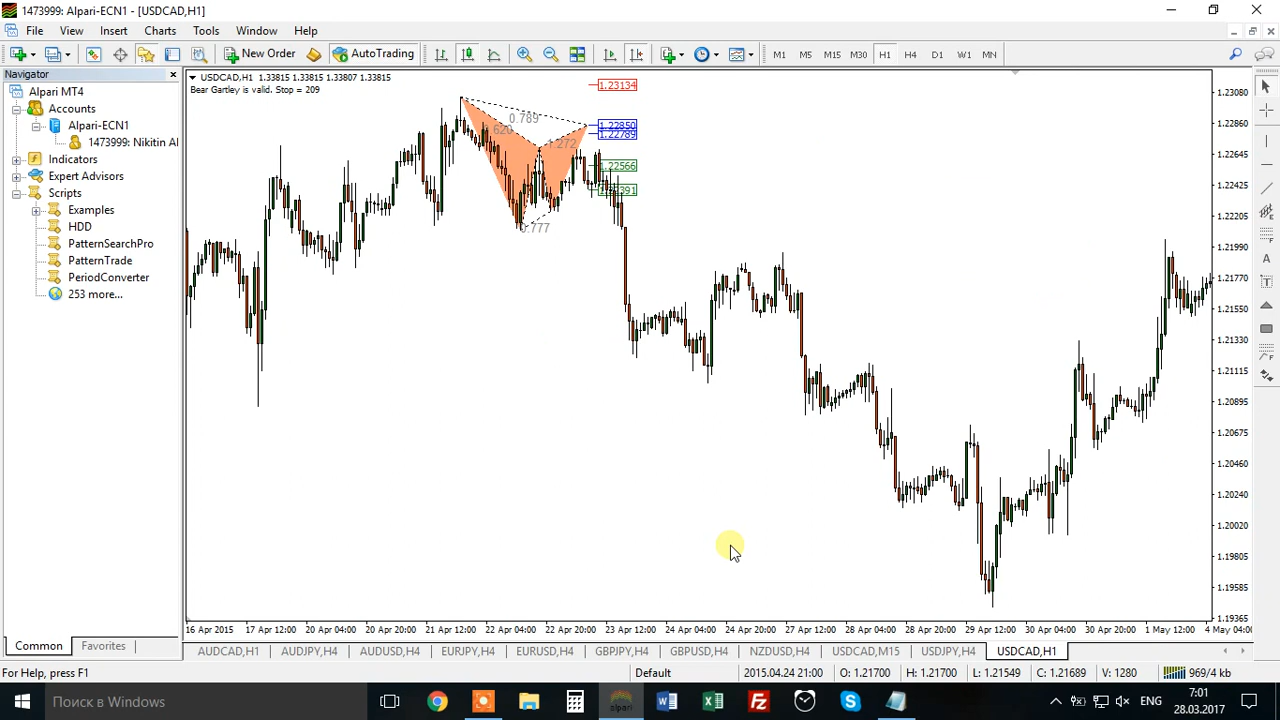 1473999: Alpari-ECN1 - [USDCAD,H1]
File View Insert Charts Tools Window Help
New Order AutoTrading M1 M5 M15 M30 H1 H4 D1 W1 MN
Navigator
Alpari MT4
Accounts
Alpari-ECN1
1473999: Nikitin Al
Indicators
Expert Advisors
Scripts
Examples
HDD
PatternSearchPro
PatternTrade
PeriodConverter
253 more...
Common Favorites
USDCAD,H1 1.33815 1.33815 1.33807 1.33815
Bear Gartley is valid. Stop = 209
1.23134
0.789
1.22850
1.22789
1.272
1.22566
0.777
1.23080
1.22860
1.22645
1.22425
1.22205
1.21990
1.21770
1.21550
1.21330
1.21115
1.20895
1.20675
1.20460
1.20240
1.20020
1.19805
1.19585
1.19365
16 Apr 2015 17 Apr 12:00 20 Apr 04:00 20 Apr 20:00 21 Apr 12:00 22 Apr 04:00 22 Apr 20:00 23 Apr 12:00 24 Apr 04:00 24 Apr 20:00 27 Apr 12:00 28 Apr 04:00 28 Apr 20:00 29 Apr 12:00 30 Apr 04:00 30 Apr 20:00 1 May 12:00 4 May 04:00
AUDCAD,H1 AUDJPY,H4 AUDUSD,H4 EURJPY,H4 EURUSD,H4 GBPJPY,H4 GBPUSD,H4 NZDUSD,H4 USDCAD,M15 USDJPY,H4 USDCAD,H1
For Help, press F1 Default 2015.04.24 21:00 O: 1.21700 H: 1.21700 L: 1.21549 C: 1.21689 V: 1280 969/4 kb
Поиск в Windows
alpari
ENG
7:01
28.03.2017